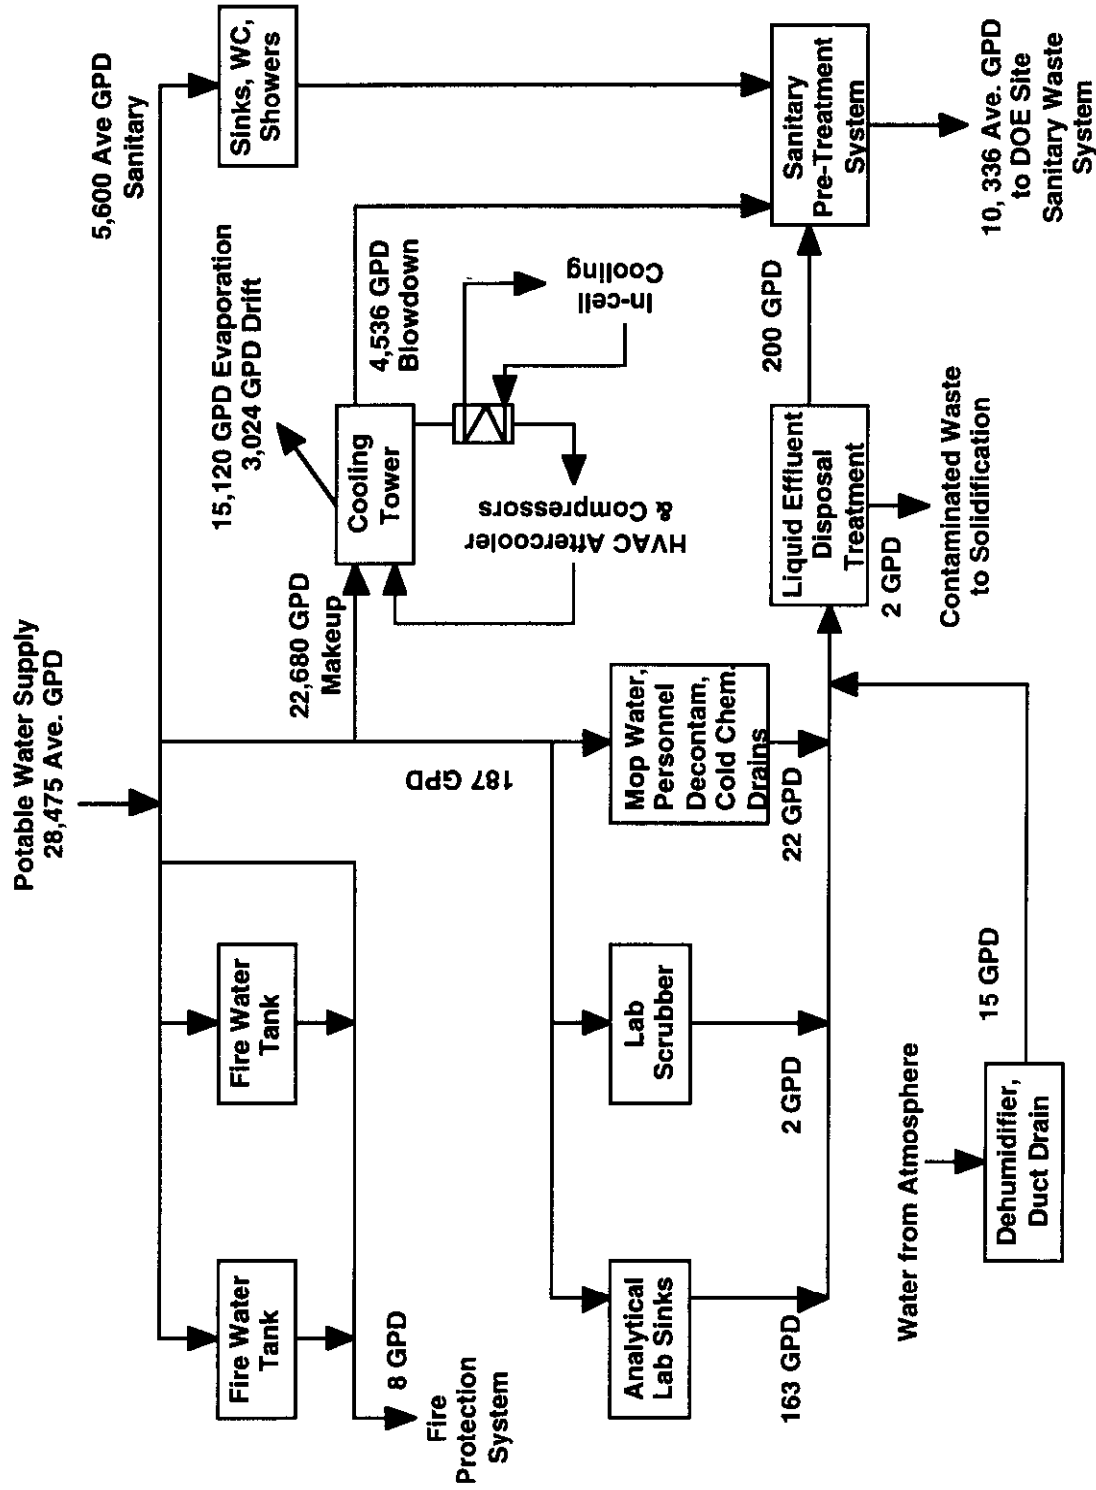 Potable Water Supply
28,475 Ave. GPD
5,600 Ave GPD
Sanitary
Fire Water
Tank
Fire Water
Tank
Sinks, WC,
Showers
15,120 GPD Evaporation
3,024 GPD Drift
22,680 GPD
Makeup
Cooling
Tower
4,536 GPD
Blowdown
8 GPD
Fire
Protection
System
187 GPD
HVAC Aftercooler
& Compressors
In-cell
Cooling
Analytical
Lab Sinks
Lab
Scrubber
Mop Water,
Personnel
Decontam,
Cold Chem.
Drains
163 GPD
2 GPD
22 GPD
Liquid Effluent
Disposal
Treatment
200 GPD
Sanitary
Pre-Treatment
System
2 GPD
Contaminated Waste
to Solidification
10, 336 Ave. GPD
to DOE Site
Sanitary Waste
System
Water from Atmosphere
15 GPD
Dehumidifier,
Duct Drain